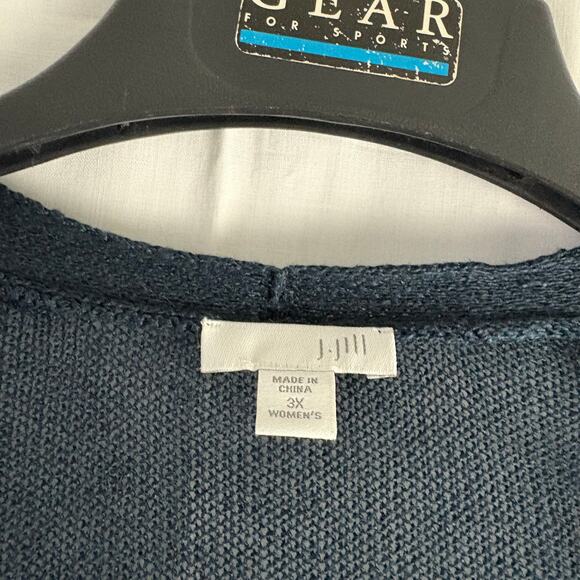 GEAR
FOR SPORTS
J.Jill
MADE IN
CHINA
3X
WOMEN'S